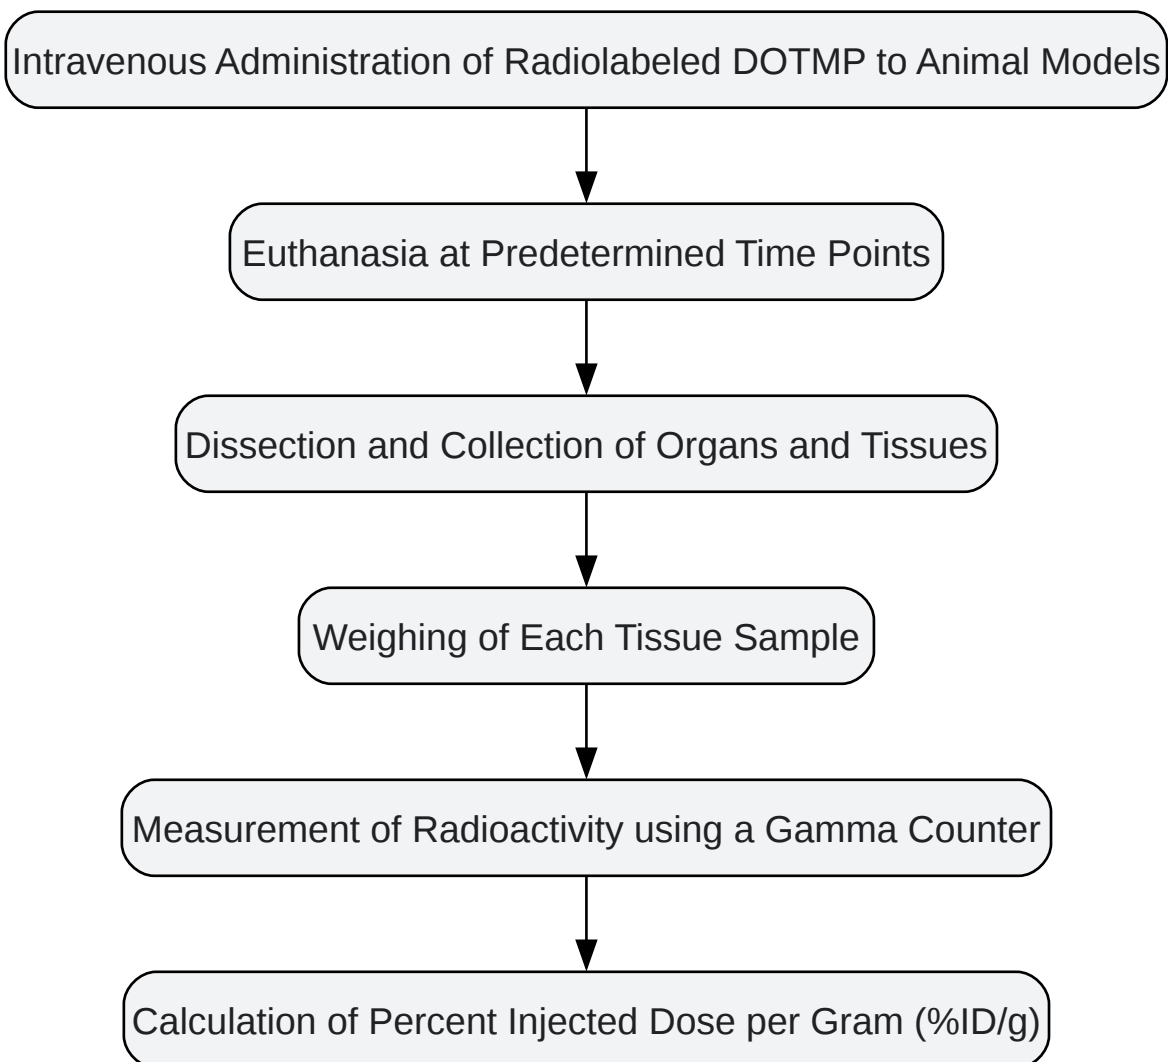 Intravenous Administration of Radiolabeled DOTMP to Animal Models
Euthanasia at Predetermined Time Points
Dissection and Collection of Organs and Tissues
Weighing of Each Tissue Sample
Measurement of Radioactivity using a Gamma Counter
Calculation of Percent Injected Dose per Gram (%ID/g)